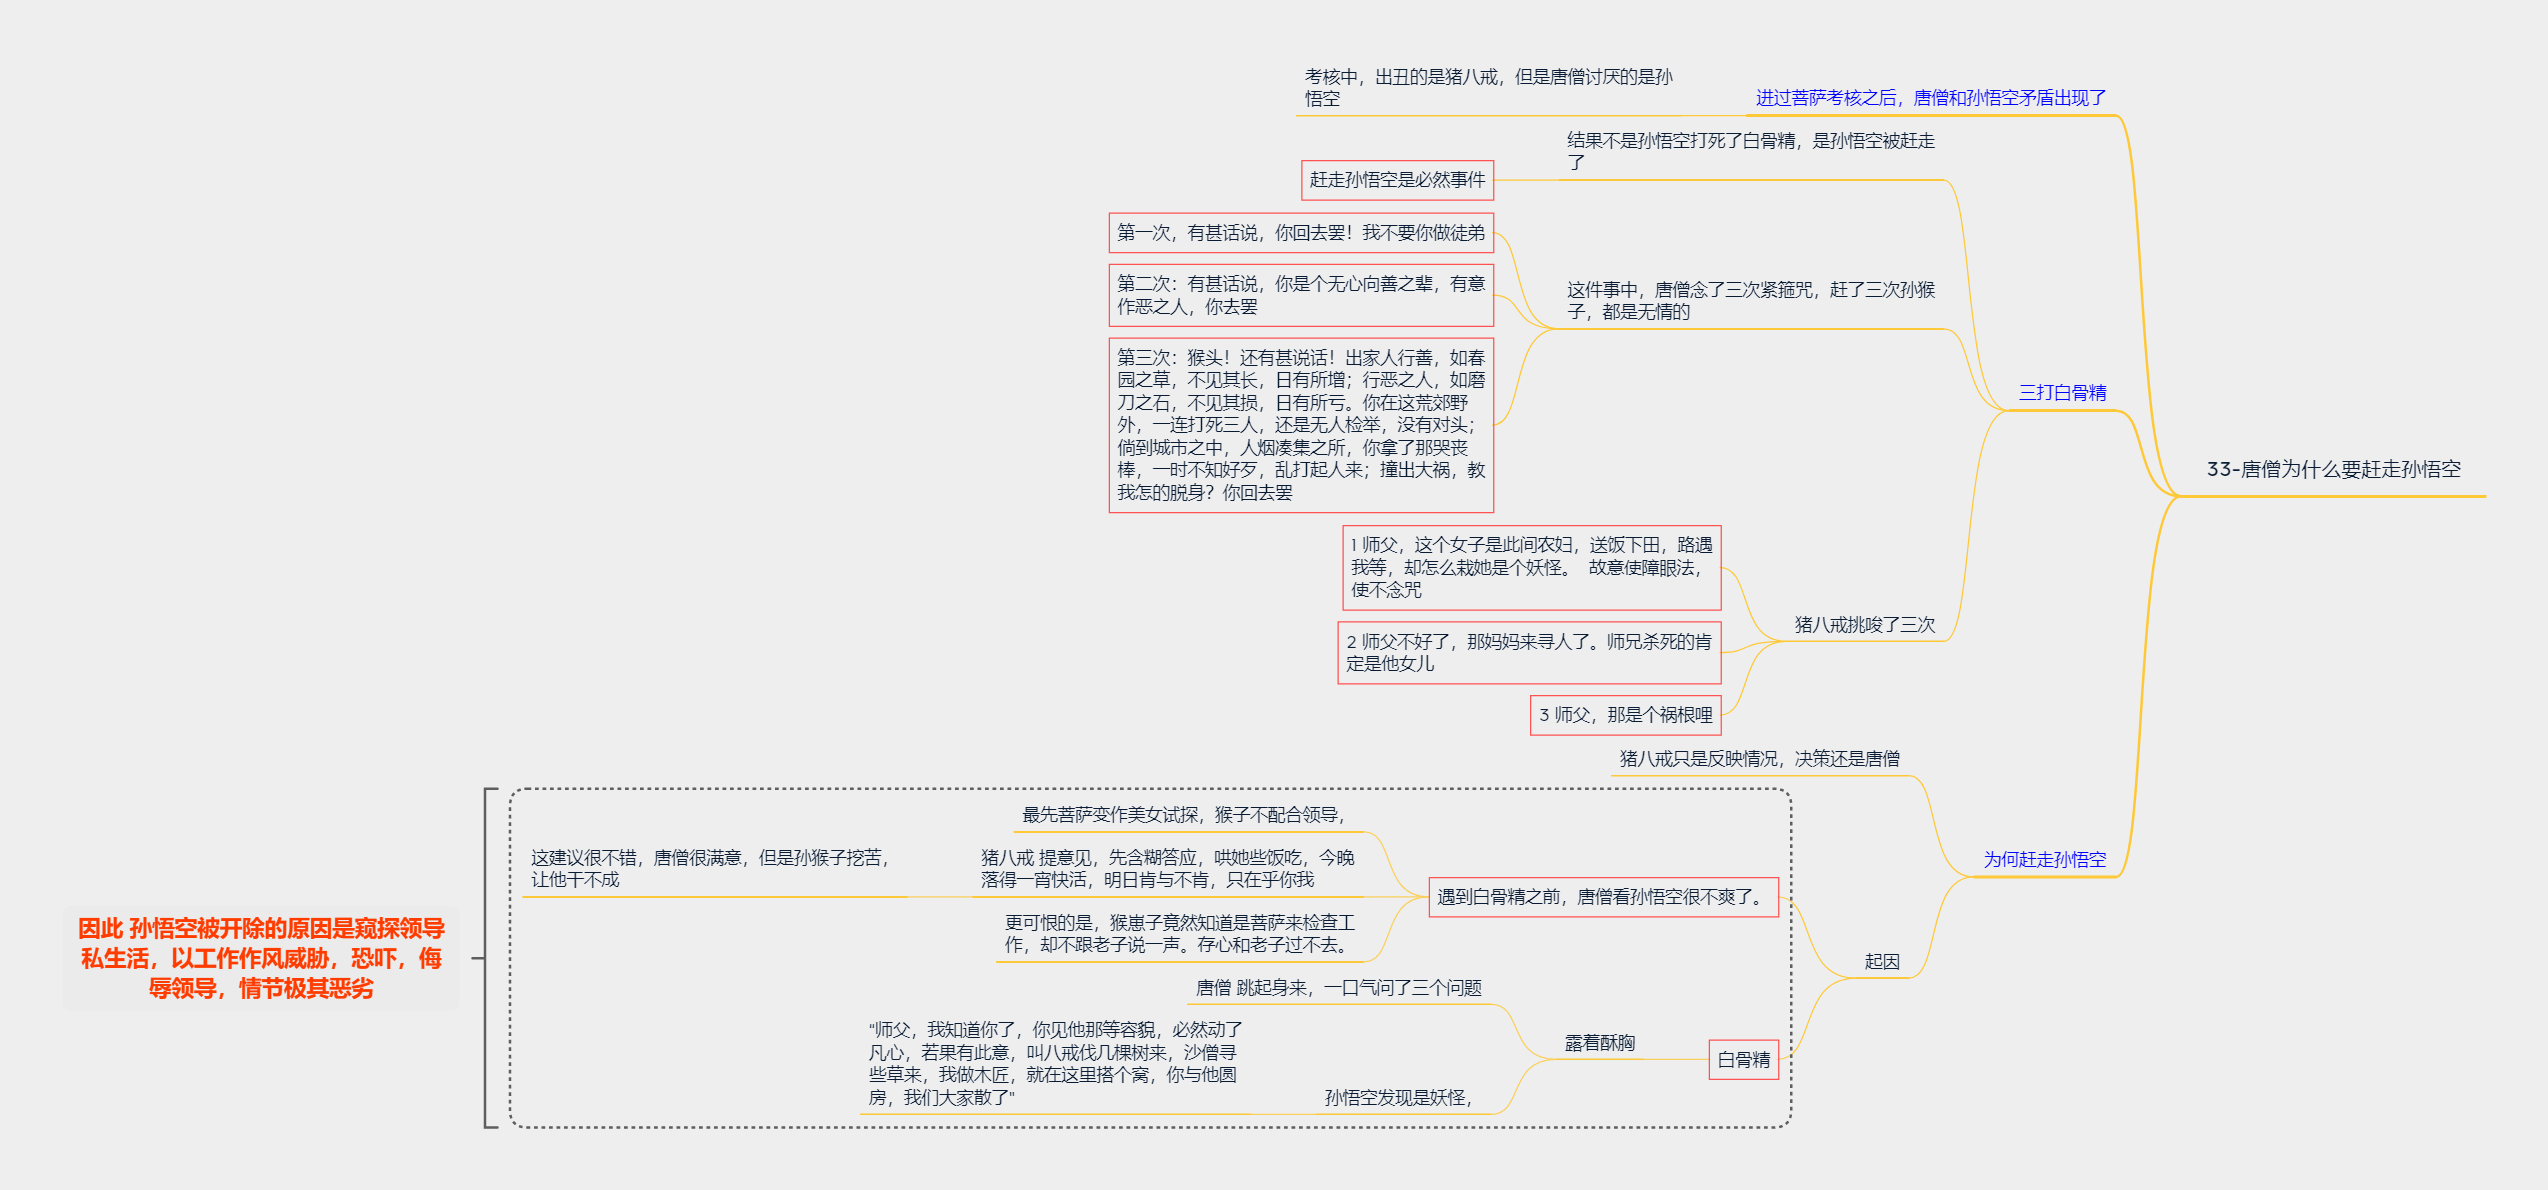 33-唐僧为什么要赶走孙悟空
进过菩萨考核之后，唐僧和孙悟空矛盾出现了
考核中，出丑的是猪八戒，但是唐僧讨厌的是孙
悟空
三打白骨精
结果不是孙悟空打死了白骨精，是孙悟空被赶走
了
赶走孙悟空是必然事件
这件事中，唐僧念了三次紧箍咒，赶了三次孙猴
子，都是无情的
第一次，有甚话说，你回去罢！我不要你做徒弟
第二次：有甚话说，你是个无心向善之辈，有意
作恶之人，你去罢
第三次：猴头！还有甚说话！出家人行善，如春
园之草，不见其长，日有所增；行恶之人，如磨
刀之石，不见其损，日有所亏。你在这荒郊野
外，一连打死三人，还是无人检举，没有对头；
倘到城市之中，人烟凑集之所，你拿了那哭丧
棒，一时不知好歹，乱打起人来；撞出大祸，教
我怎的脱身？你回去罢
猪八戒挑唆了三次
1 师父，这个女子是此间农妇，送饭下田，路遇
我等，却怎么栽她是个妖怪。 故意使障眼法，
使不念咒
2 师父不好了，那妈妈来寻人了。师兄杀死的肯
定是他女儿
3 师父，那是个祸根哩
为何赶走孙悟空
猪八戒只是反映情况，决策还是唐僧
起因
遇到白骨精之前，唐僧看孙悟空很不爽了。
最先菩萨变作美女试探，猴子不配合领导，
猪八戒 提意见，先含糊答应，哄她些饭吃，今晚
落得一宵快活，明日肯与不肯，只在乎你我
这建议很不错，唐僧很满意，但是孙猴子挖苦，
让他干不成
更可恨的是，猴崽子竟然知道是菩萨来检查工
作，却不跟老子说一声。存心和老子过不去。
白骨精
露着酥胸
唐僧 跳起身来，一口气问了三个问题
孙悟空发现是妖怪，
"师父，我知道你了，你见他那等容貌，必然动了
凡心，若果有此意，叫八戒伐几棵树来，沙僧寻
些草来，我做木匠，就在这里搭个窝，你与他圆
房，我们大家散了"
因此 孙悟空被开除的原因是窥探领导
私生活，以工作作风威胁，恐吓，侮
辱领导，情节极其恶劣